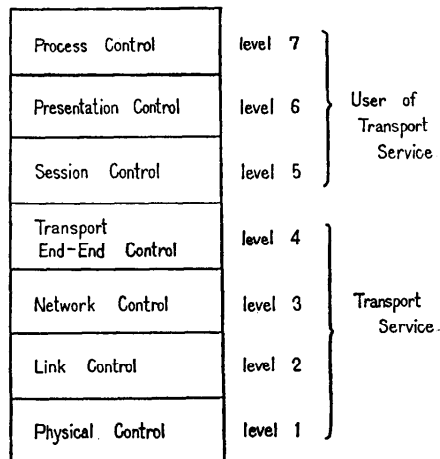 Process Control level 7
Presentation Control level 6
User of
Transport
Service
Session Control level 5
Transport
End-End Control level 4
Network Control level 3
Transport
Service.
Link Control level 2
Physical Control level 1